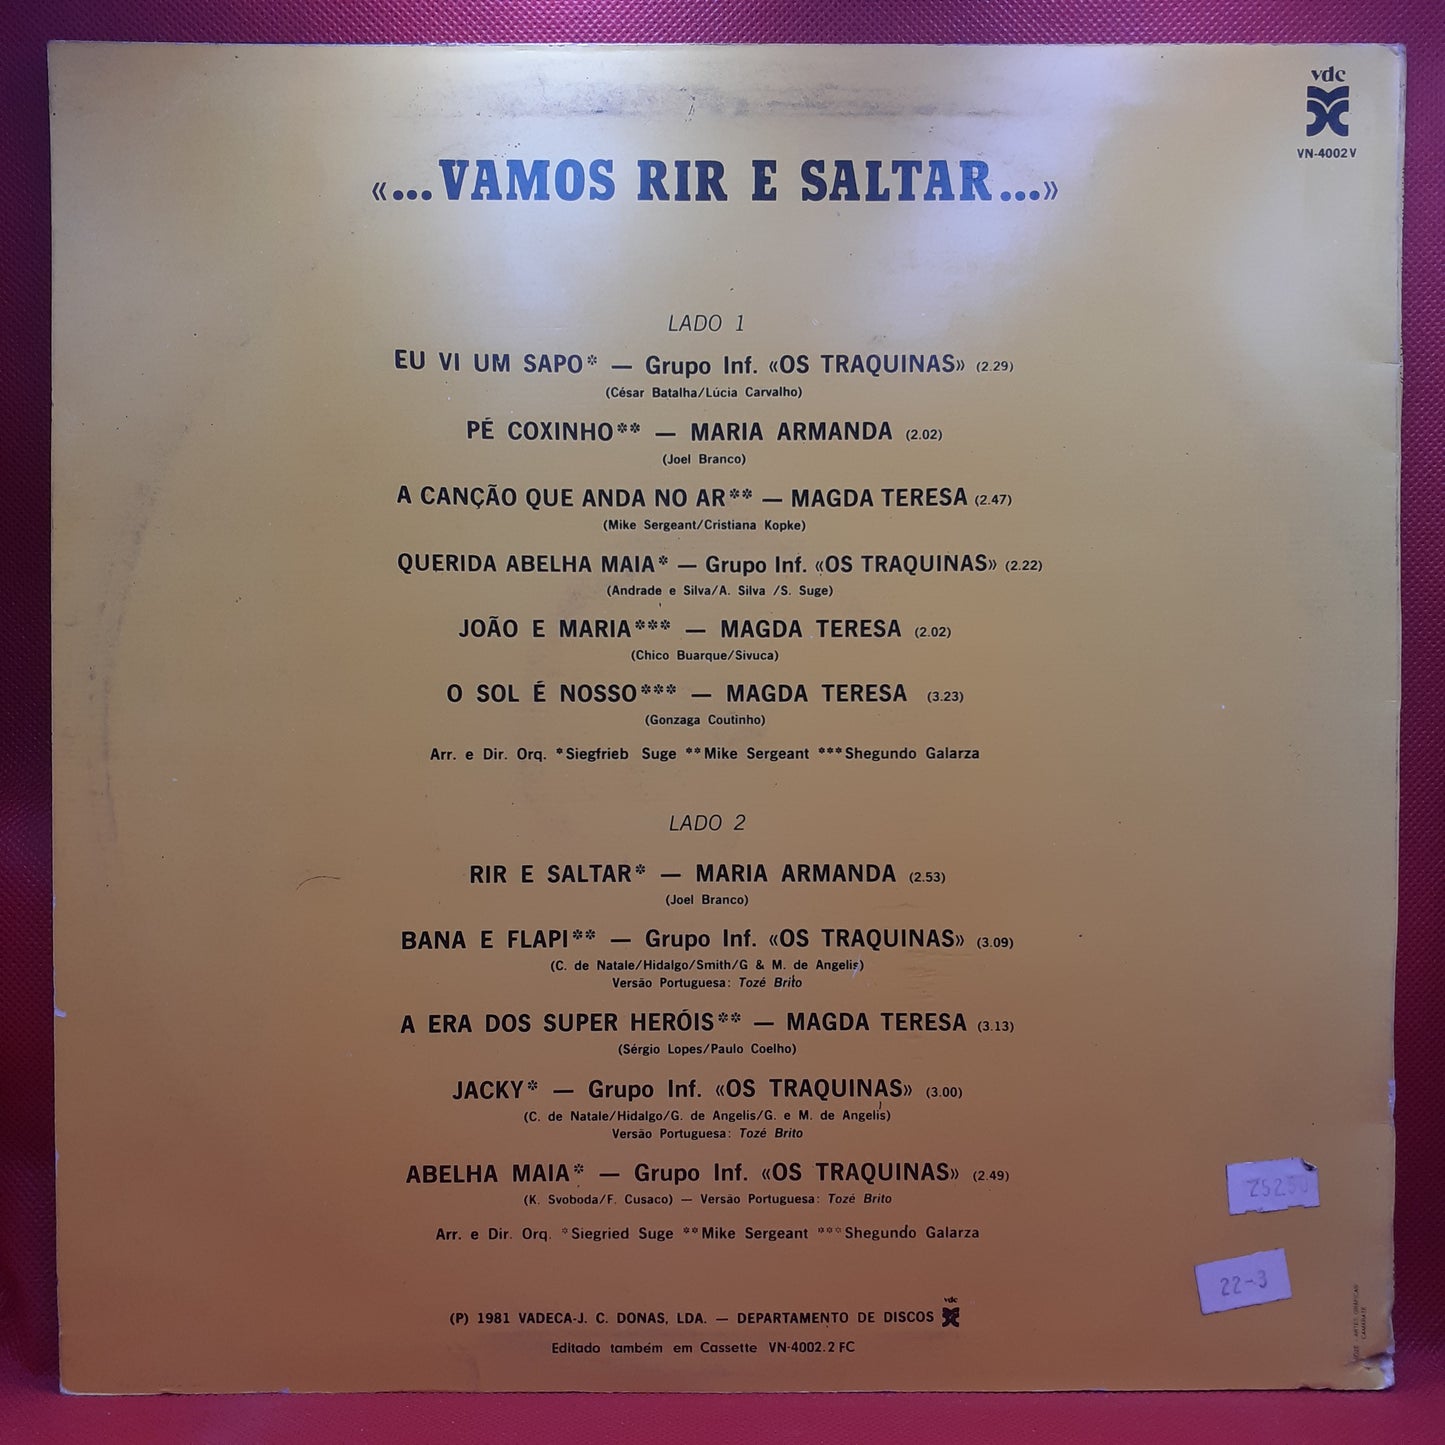 vdc
VN-4002V
«...VAMOS RIR E SALTAR...»
LADO 1
EU VI UM SAPO* — Grupo Inf. «OS TRAQUINAS» (2.29)
(César Batalha/Lúcia Carvalho)
PÉ COXINHO** — MARIA ARMANDA (2.02)
(Joel Branco)
A CANÇÃO QUE ANDA NO AR** — MAGDA TERESA (2.47)
(Mike Sergeant/Cristiana Kopke)
QUERIDA ABELHA MAIA* — Grupo Inf. «OS TRAQUINAS» (2.22)
(Andrade e Silva/A. Silva /S. Suge)
JOÃO E MARIA*** — MAGDA TERESA (2.02)
(Chico Buarque/Sivuca)
O SOL É NOSSO*** — MAGDA TERESA (3.23)
(Gonzaga Coutinho)
Arr. e Dir. Orq. *Siegfrieb Suge **Mike Sergeant ***Shegundo Galarza
LADO 2
RIR E SALTAR* — MARIA ARMANDA (2.53)
(Joel Branco)
BANA E FLAPI** — Grupo Inf. «OS TRAQUINAS» (3.09)
(C. de Natale/Hidalgo/Smith/G & M. de Angelis)
Versão Portuguesa: Tozé Brito
A ERA DOS SUPER HERÓIS** — MAGDA TERESA (3.13)
(Sérgio Lopes/Paulo Coelho)
JACKY* — Grupo Inf. «OS TRAQUINAS» (3.00)
(C. de Natale/Hidalgo/G. de Angelis/G. e M. de Angelis)
Versão Portuguesa: Tozé Brito
ABELHA MAIA* — Grupo Inf. «OS TRAQUINAS» (2.49)
(K. Svoboda/F. Cusaco) — Versão Portuguesa: Tozé Brito
Arr. e Dir. Orq. *Siegried Suge **Mike Sergeant ***Shegundo Galarza
22-3
vdc
(P) 1981 VADECA-J. C. DONAS, LDA. — DEPARTAMENTO DE DISCOS
Editado também em Cassette VN-4002.2 FC